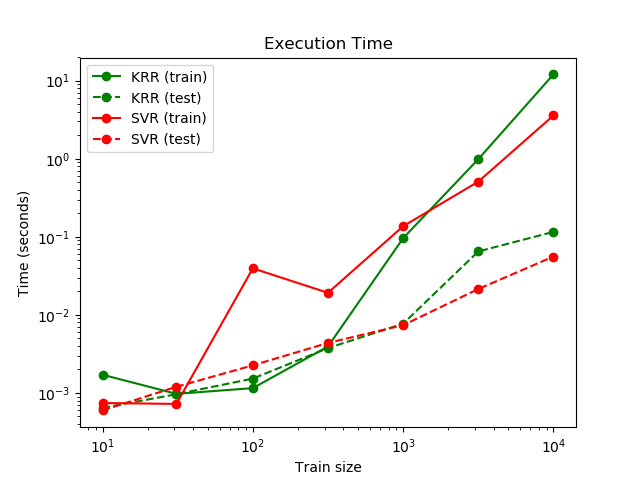 Execution Time
KRR (train)
KRR (test)
SVR (train)
SVR (test)
Time (seconds)
10¹
10⁰
10⁻¹
10⁻²
10⁻³
10¹
10²
10³
10⁴
Train size